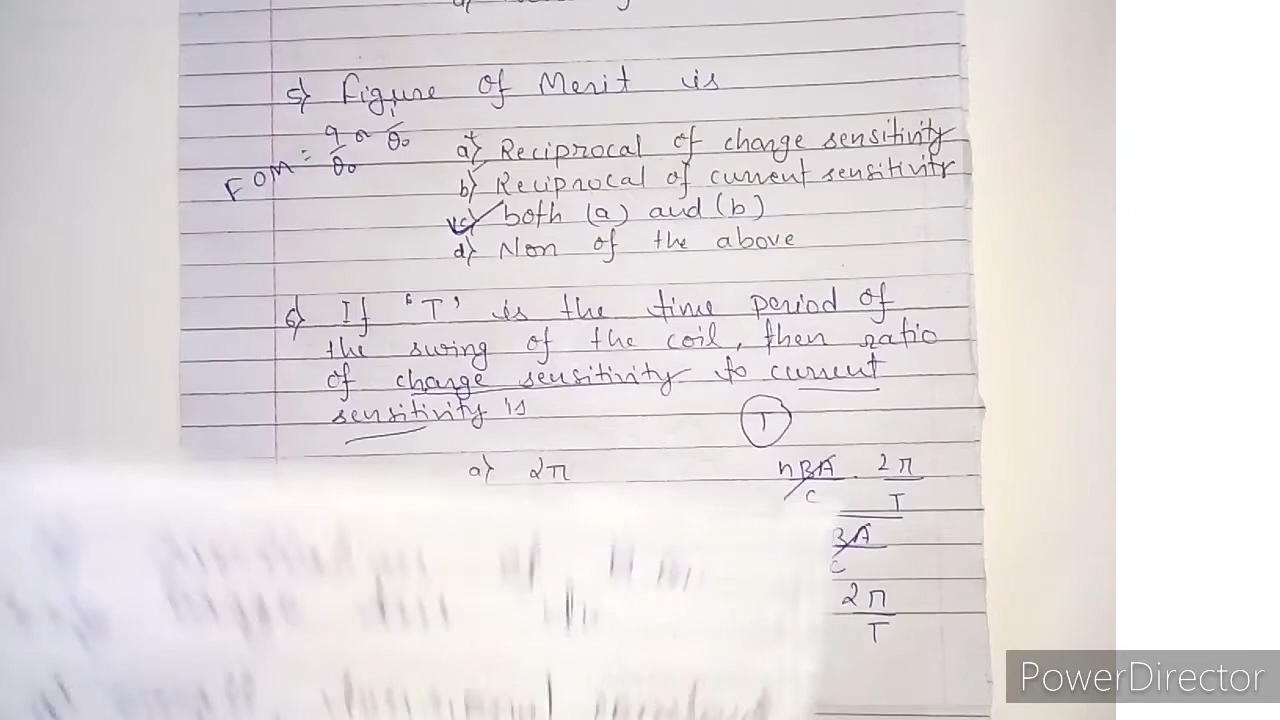 5) Figure of Merit is
FOM = q/θ₀ or i/θ₀
a) Reciprocal of charge sensitivity
b) Reciprocal of current sensitivity
c) both (a) and (b)
d) Non of the above
6) If 'T' is the time period of
the swing of the coil, then ratio
of charge sensitivity to current
sensitivity is
T
a) 2π
nBA/C . 2π/T
BA/C
2π/T
PowerDirector